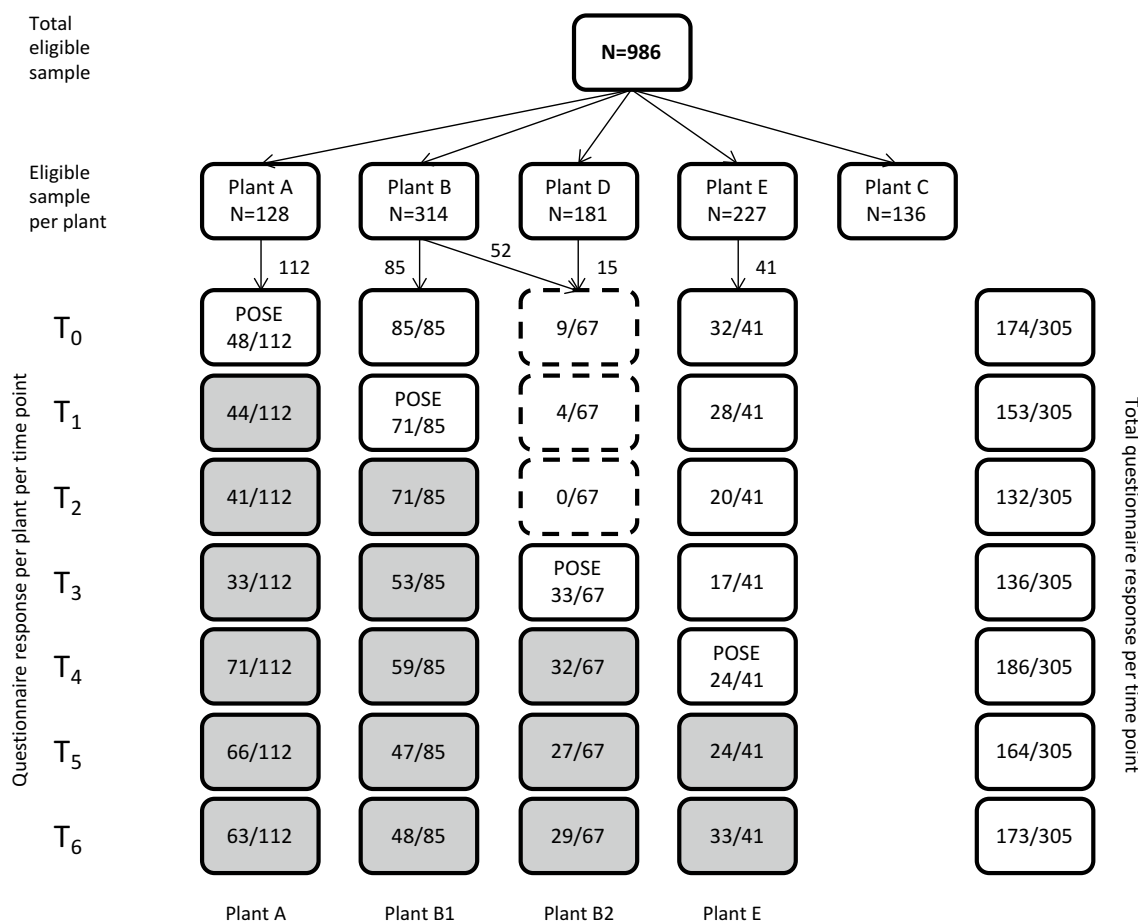 Total
eligible
sample
N=986
Eligible
sample
per plant
Plant A
N=128
Plant B
N=314
Plant D
N=181
Plant E
N=227
Plant C
N=136
112
85
52
15
41
Questionnaire response per plant per time point
T0
POSE
48/112
85/85
9/67
32/41
174/305
T1
44/112
POSE
71/85
4/67
28/41
153/305
T2
41/112
71/85
0/67
20/41
132/305
T3
33/112
53/85
POSE
33/67
17/41
136/305
T4
71/112
59/85
32/67
POSE
24/41
186/305
T5
66/112
47/85
27/67
24/41
164/305
T6
63/112
48/85
29/67
33/41
173/305
Total questionnaire response per time point
Plant A
Plant B1
Plant B2
Plant E